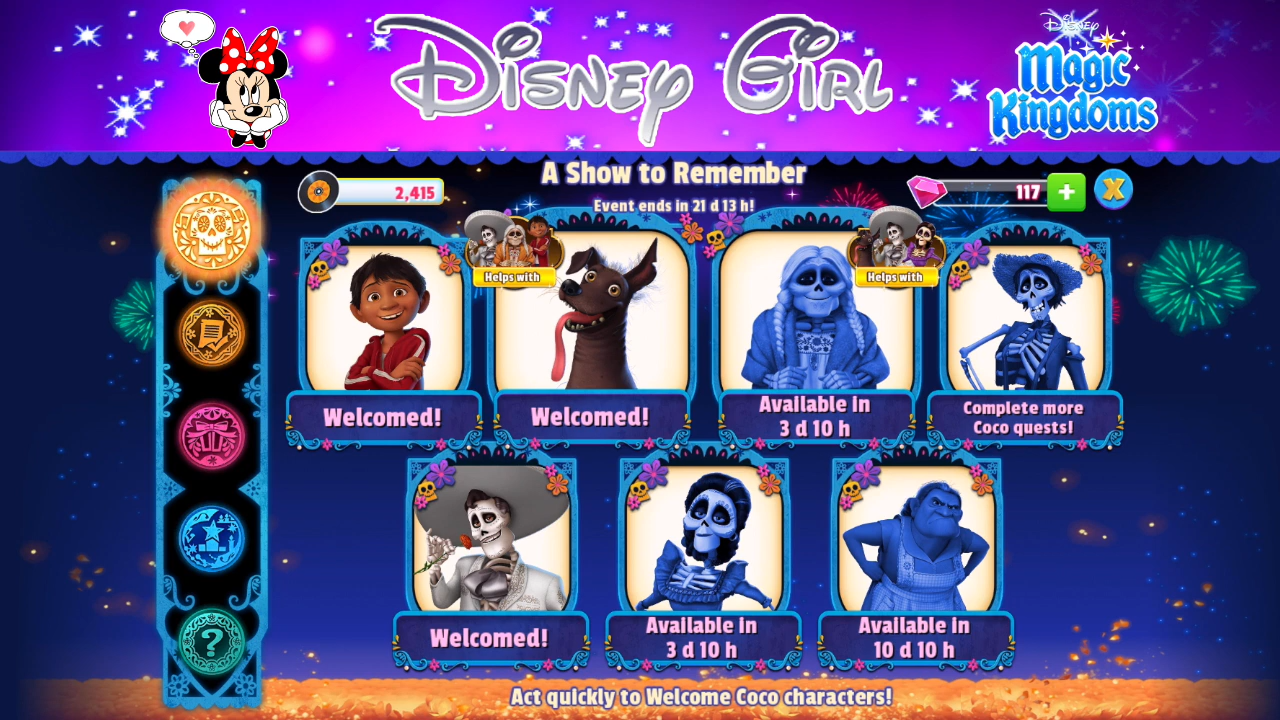 Disney Girl
Disney
Magic
Kingdoms
A Show to Remember
2,415
Event ends in 21 d 13 h!
117
+
X
Helps with
Helps with
Welcomed!
Welcomed!
Available in
3 d 10 h
Complete more
Coco quests!
Welcomed!
Available in
3 d 10 h
Available in
10 d 10 h
?
Act quickly to Welcome Coco characters!